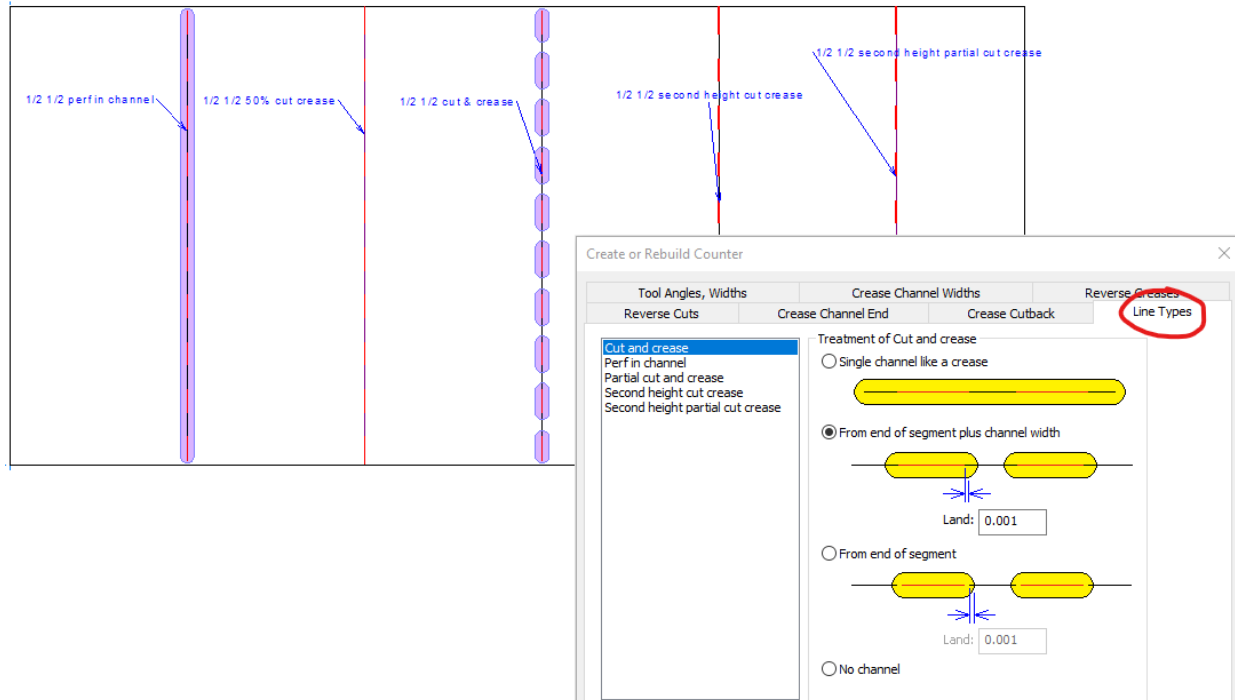 1/2 1/2 second height partial cut crease
1/2 1/2 perf in channel
1/2 1/2 50% cut crease
1/2 1/2 cut & crease
1/2 1/2 second height cut crease
Create or Rebuild Counter
Tool Angles, Widths
Crease Channel Widths
Reverse Creases
Reverse Cuts
Crease Channel End
Crease Cutback
Line Types
Cut and crease
Perf in channel
Partial cut and crease
Second height cut crease
Second height partial cut crease
Treatment of Cut and crease
Single channel like a crease
From end of segment plus channel width
Land: 0.001
From end of segment
Land: 0.001
No channel